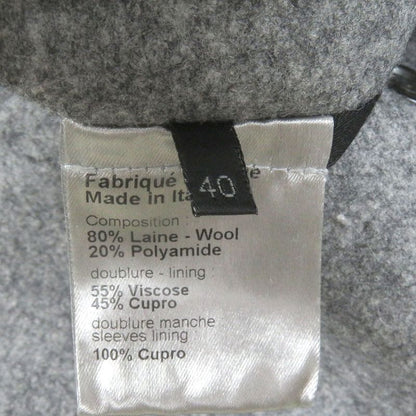 Fabriqué
Made in
40
Composition :
80% Laine - Wool
20% Polyamide
doublure - lining :
55% Viscose
45% Cupro
doublure manche
sleeves lining
100% Cupro